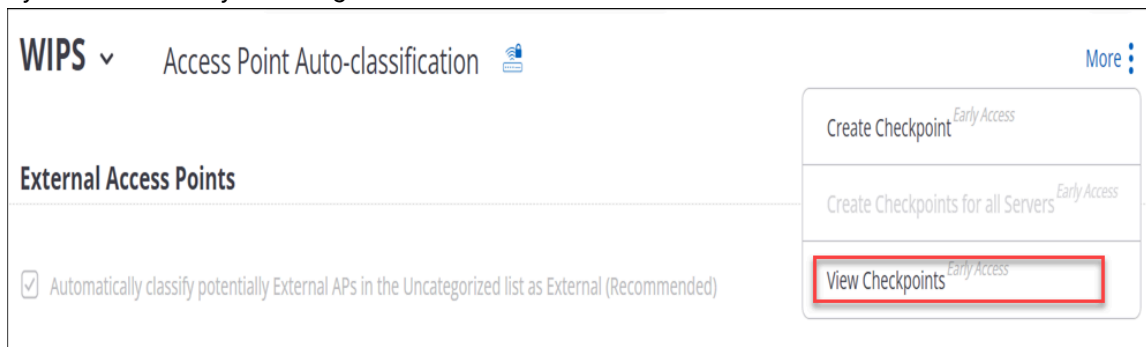 WIPS Access Point Auto-classification More
Create Checkpoint Early Access
External Access Points
Create Checkpoints for all Servers Early Access
Automatically classify potentially External APs in the Uncategorized list as External (Recommended)
View Checkpoints Early Access